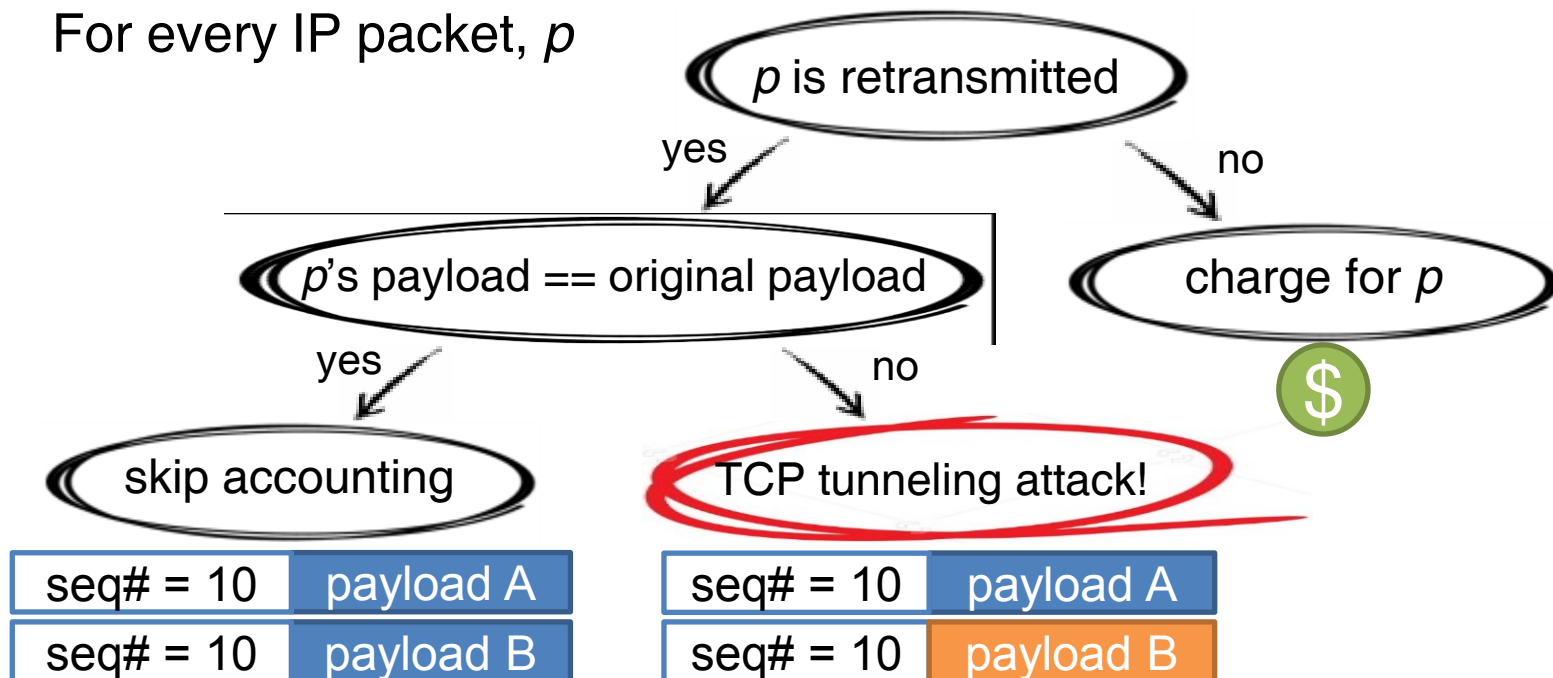 For every IP packet, p
p is retransmitted
yes
no
p's payload == original payload
charge for p
yes
no
$
skip accounting
TCP tunneling attack!
seq# = 10 payload A
seq# = 10 payload A
seq# = 10 payload B
seq# = 10 payload B